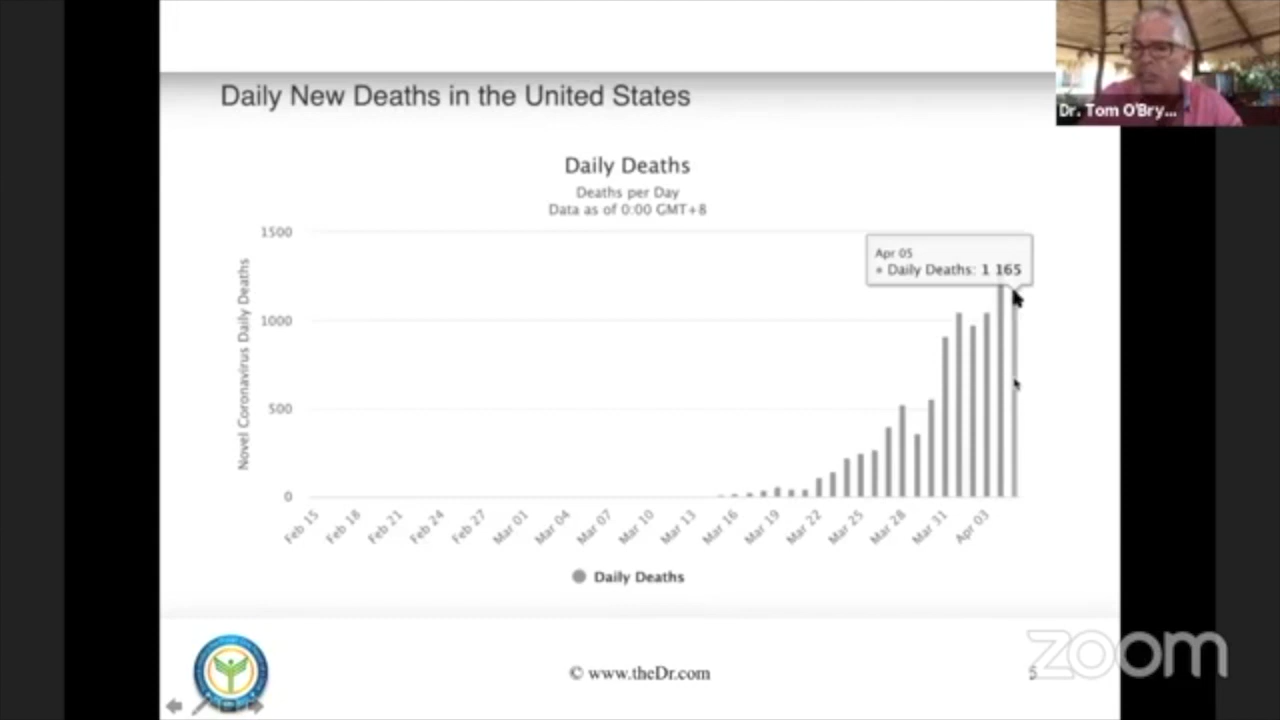 Daily New Deaths in the United States
Dr. Tom O'Bry...
Daily Deaths
Deaths per Day
Data as of 0:00 GMT+8
Novel Coronavirus Daily Deaths
1500
1000
500
0
Apr 05
• Daily Deaths: 1 165
Feb 15
Feb 18
Feb 21
Feb 24
Feb 27
Mar 01
Mar 04
Mar 07
Mar 10
Mar 13
Mar 16
Mar 19
Mar 22
Mar 25
Mar 28
Mar 31
Apr 03
Daily Deaths
© www.theDr.com
zoom